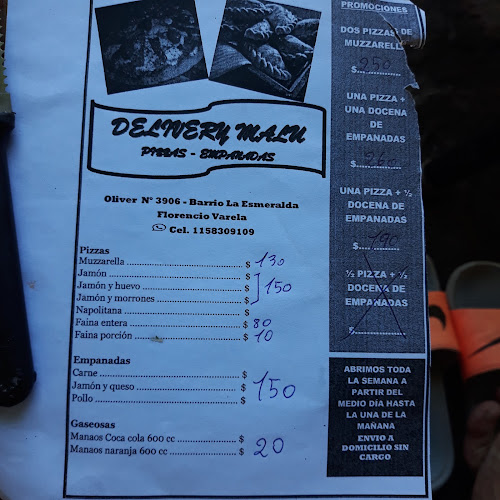 DELIVERY MALU
PIZZAS - EMPANADAS
Oliver N° 3906 - Barrio La Esmeralda
Florencio Varela
Cel. 1158309109
Pizzas
Muzzarella ........ $ 130
Jamón ........ $
Jamón y huevo ........ $ 150
Jamón y morrones ........ $
Napolitana ........ $
Faina entera ........ $ 80
Faina porción ........ $ 10
Empanadas
Carne ........ $
Jamón y queso ........ $ 150
Pollo ........ $
Gaseosas
Manaos Coca cola 600 cc ........ $
Manaos naranja 600 cc ........ $ 20
PROMOCIONES
DOS PIZZAS DE
MUZZARELL
$ 250
UNA PIZZA +
UNA DOCENA
DE
EMPANADAS
$ 260
UNA PIZZA + ½
DOCENA DE
EMPANADAS
$ 190
½ PIZZA + ½
DOCENA DE
EMPANADAS
$
ABRIMOS TODA
LA SEMANA A
PARTIR DEL
MEDIO DÍA HASTA
LA UNA DE LA
MAÑANA
ENVIO A
DOMICILIO SIN
CARGO